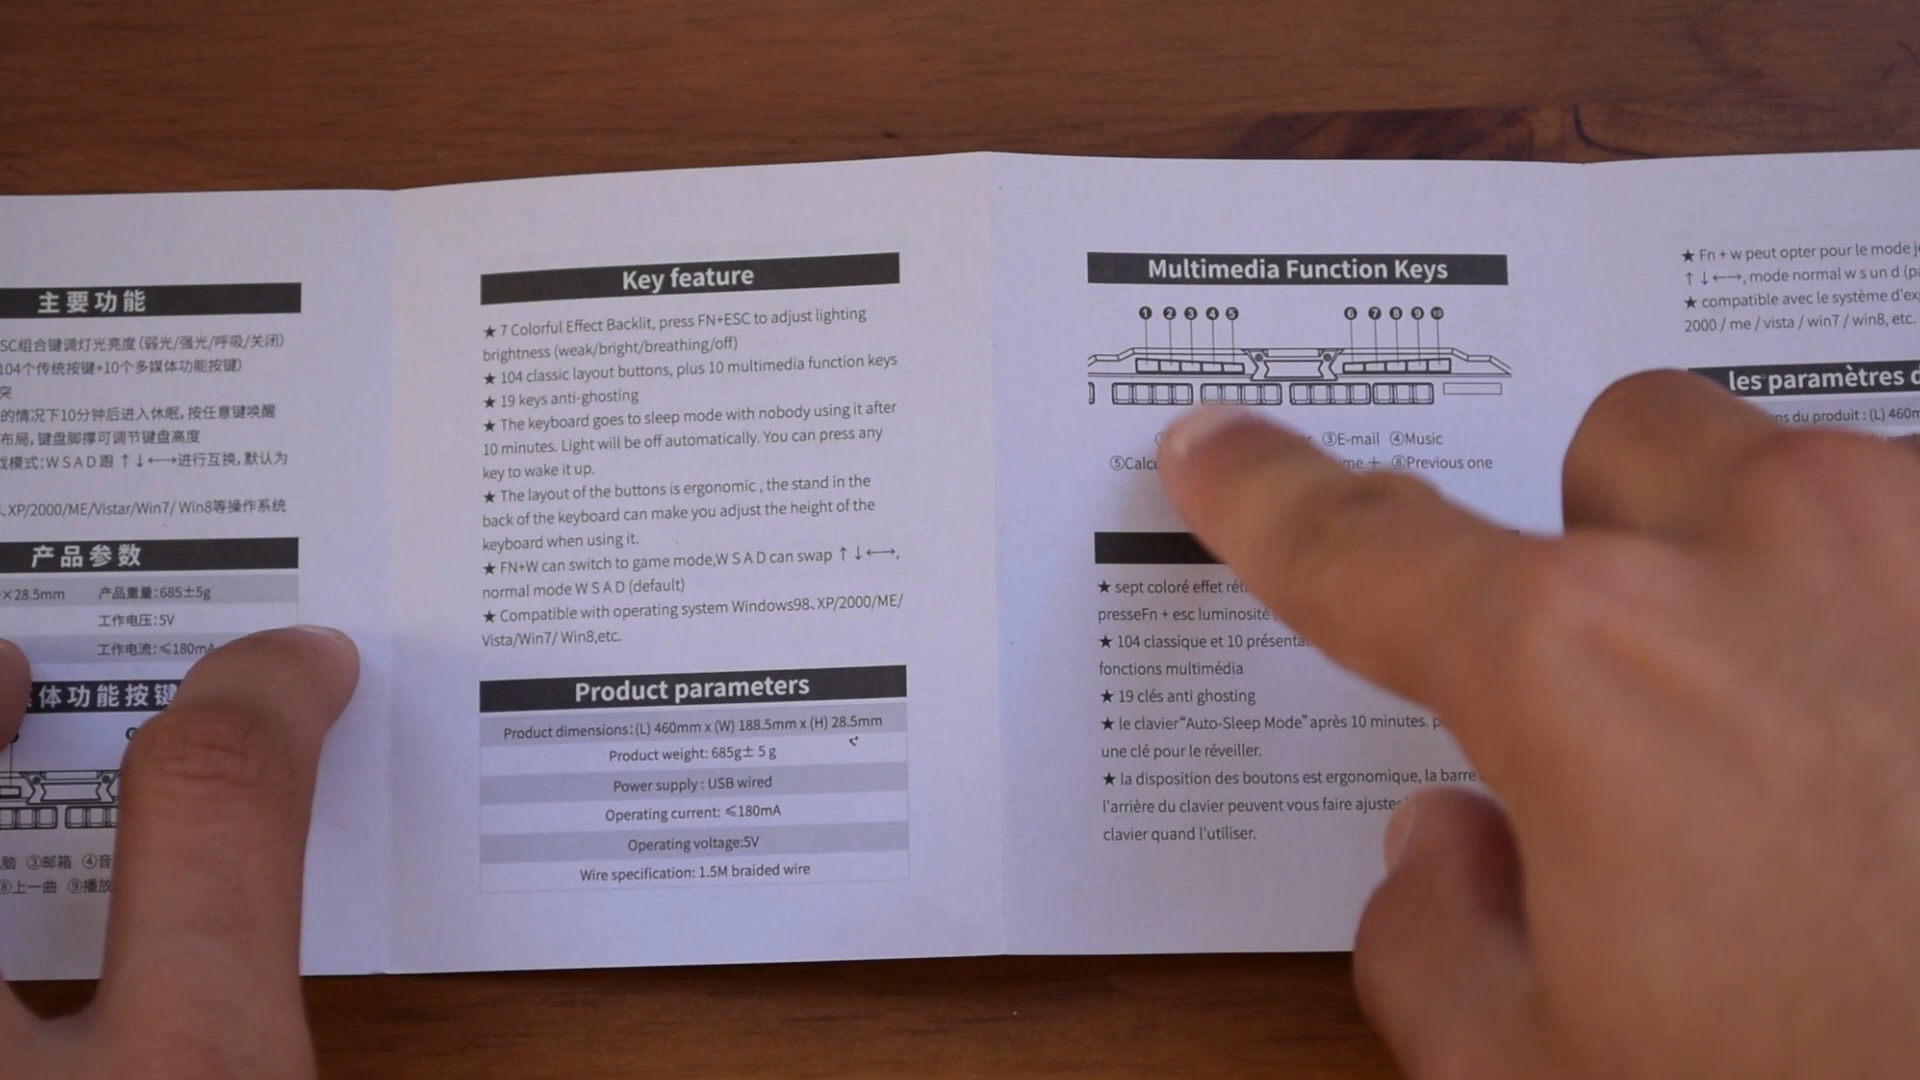 主要功能
SC组合键调灯光亮度(弱光/强光/呼吸/关闭)
104个传统按键+10个多媒体功能按键)
突
的情况下10分钟后进入休眠,按任意键唤醒
布局,键盘脚撑可调节键盘高度
戏模式:W S A D 跟 ↑ ↓ ←→进行互换,默认为
、XP/2000/ME/Vistar/Win7/ Win8等操作系统
产品参数
×28.5mm 产品重量:685±5g
工作电压:5V
工作电流:≤180mA
体功能按键
脑 ③邮箱 ④音
⑧上一曲 ⑨播放
Key feature
★ 7 Colorful Effect Backlit, press FN+ESC to adjust lighting
brightness (weak/bright/breathing/off)
★ 104 classic layout buttons, plus 10 multimedia function keys
★ 19 keys anti-ghosting
★ The keyboard goes to sleep mode with nobody using it after
10 minutes. Light will be off automatically. You can press any
key to wake it up.
★ The layout of the buttons is ergonomic , the stand in the
back of the keyboard can make you adjust the height of the
keyboard when using it.
★ FN+W can switch to game mode,W S A D can swap ↑ ↓ ←→,
normal mode W S A D (default)
★ Compatible with operating system Windows98、XP/2000/ME/
Vista/Win7/ Win8,etc.
Product parameters
Product dimensions:(L) 460mm x (W) 188.5mm x (H) 28.5mm
Product weight: 685g± 5 g
Power supply : USB wired
Operating current: ≤180mA
Operating voltage:5V
Wire specification: 1.5M braided wire
Multimedia Function Keys
❶ ❷ ❸ ❹ ❺ ❻ ❼ ❽ ❾ ❿
③E-mail ④Music
⑤Calcu me + ⑧Previous one
★ sept coloré effet rét
presseFn + esc luminosité
★ 104 classique et 10 présenta
fonctions multimédia
★ 19 clés anti ghosting
★ le clavier“Auto-Sleep Mode”après 10 minutes. p
une clé pour le réveiller.
★ la disposition des boutons est ergonomique, la barre
l'arrière du clavier peuvent vous faire ajuster
clavier quand l'utiliser.
★ Fn + w peut opter pour le mode j
↑ ↓ ←→, mode normal w s un d (pa
★ compatible avec le système d'ex
2000 / me / vista / win7 / win8, etc.
les paramètres d
ns du produit : (L) 460m